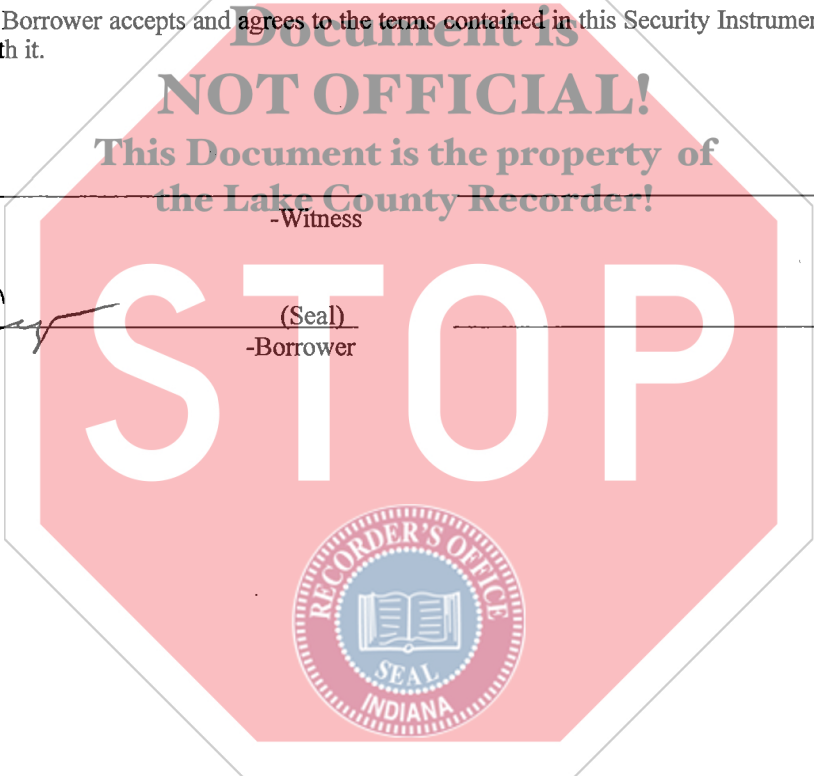 Borrower accepts and agrees to the terms contained in this Security Instrumen
th it.
Document is
NOT OFFICIAL!
This Document is the property of
the Lake County Recorder!
-Witness
(Seal)
-Borrower
STOP
RECORDER'S OFFICE
SEAL
INDIANA